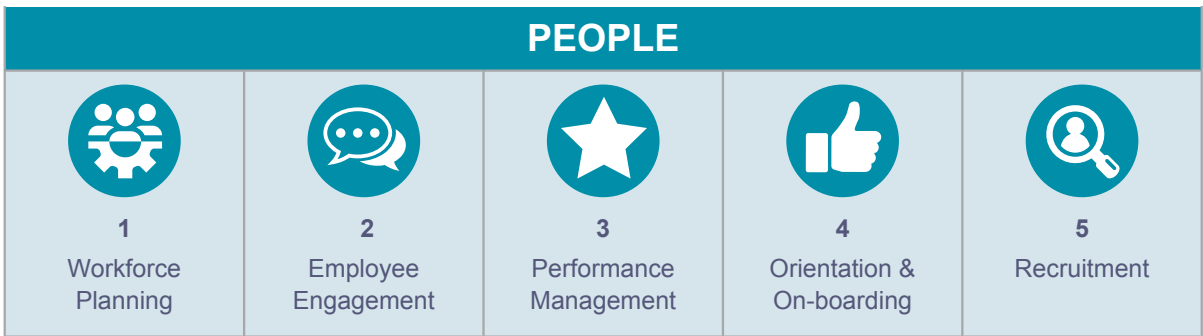 PEOPLE
1
Workforce
Planning
2
Employee
Engagement
3
Performance
Management
4
Orientation &
On-boarding
5
Recruitment